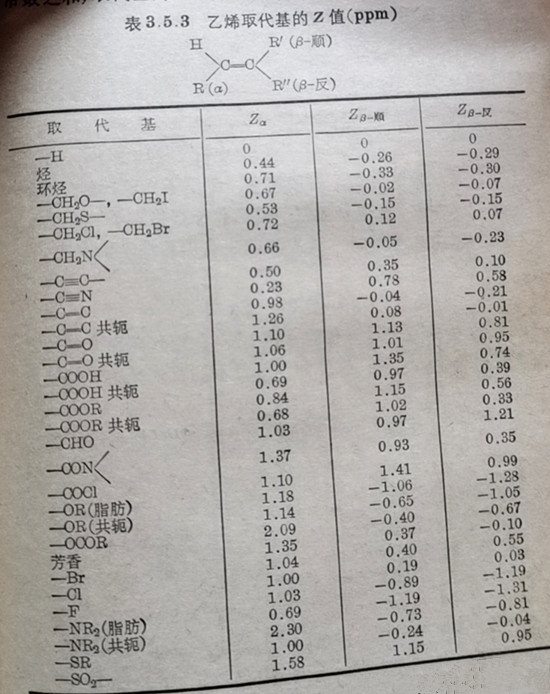 表 3.5.3 乙烯取代基的 Z 值(ppm)
H R′ (β-顺)
C=C
R(α) R″(β-反)
取代基 Zα Zβ-顺 Zβ-反
—H 0 0 0
烃 0.44 −0.26 −0.29
环烃 0.71 −0.33 −0.30
—CH₂O—, —CH₂I 0.67 −0.02 −0.07
—CH₂S— 0.53 −0.15 −0.15
—CH₂Cl, —CH₂Br 0.72 0.12 0.07
—CH₂N< 0.66 −0.05 −0.23
—C≡C— 0.50 0.35 0.10
—C≡N 0.23 0.78 0.58
—C=C 0.98 −0.04 −0.21
—C=C 共轭 1.26 0.08 −0.01
—C=O 1.10 1.13 0.81
—C=O 共轭 1.06 1.01 0.95
—COOH 1.00 1.35 0.74
—COOH 共轭 0.69 0.97 0.39
—COOR 0.84 1.15 0.56
—COOR 共轭 0.68 1.02 0.33
—CHO 1.03 0.97 1.21
—CON< 1.37 0.93 0.35
—COCl 1.10 1.41 0.99
—OR(脂肪) 1.18 −1.06 −1.28
—OR(共轭) 1.14 −0.65 −1.05
—OCOR 2.09 −0.40 −0.67
芳香 1.35 0.37 −0.10
—Br 1.04 0.40 0.55
—Cl 1.00 0.19 0.03
—F 1.03 −0.89 −1.19
—NR₂(脂肪) 0.69 −1.19 −1.31
—NR₂(共轭) 2.30 −0.73 −0.81
—SR 1.00 −0.24 −0.04
—SO₂— 1.58 1.15 0.95